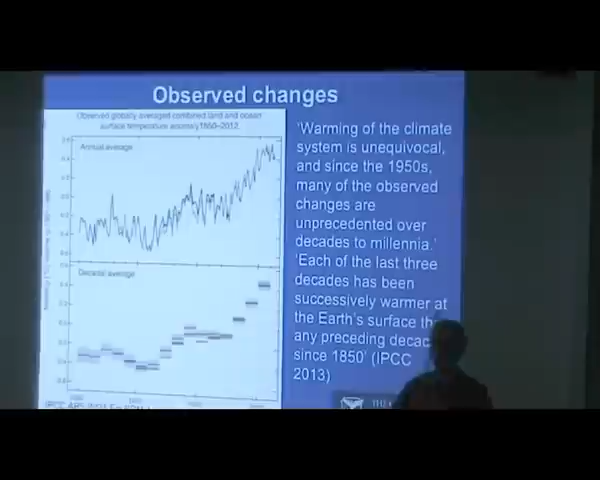 Observed changes
Observed globally averaged combined land and ocean
surface temperature anomaly 1850–2012
Annual average
Decadal average
'Warming of the climate
system is unequivocal,
and since the 1950s,
many of the observed
changes are
unprecedented over
decades to millennia.'
'Each of the last three
decades has been
successively warmer at
the Earth's surface
any preceding
since 1850' (IPCC
2013)